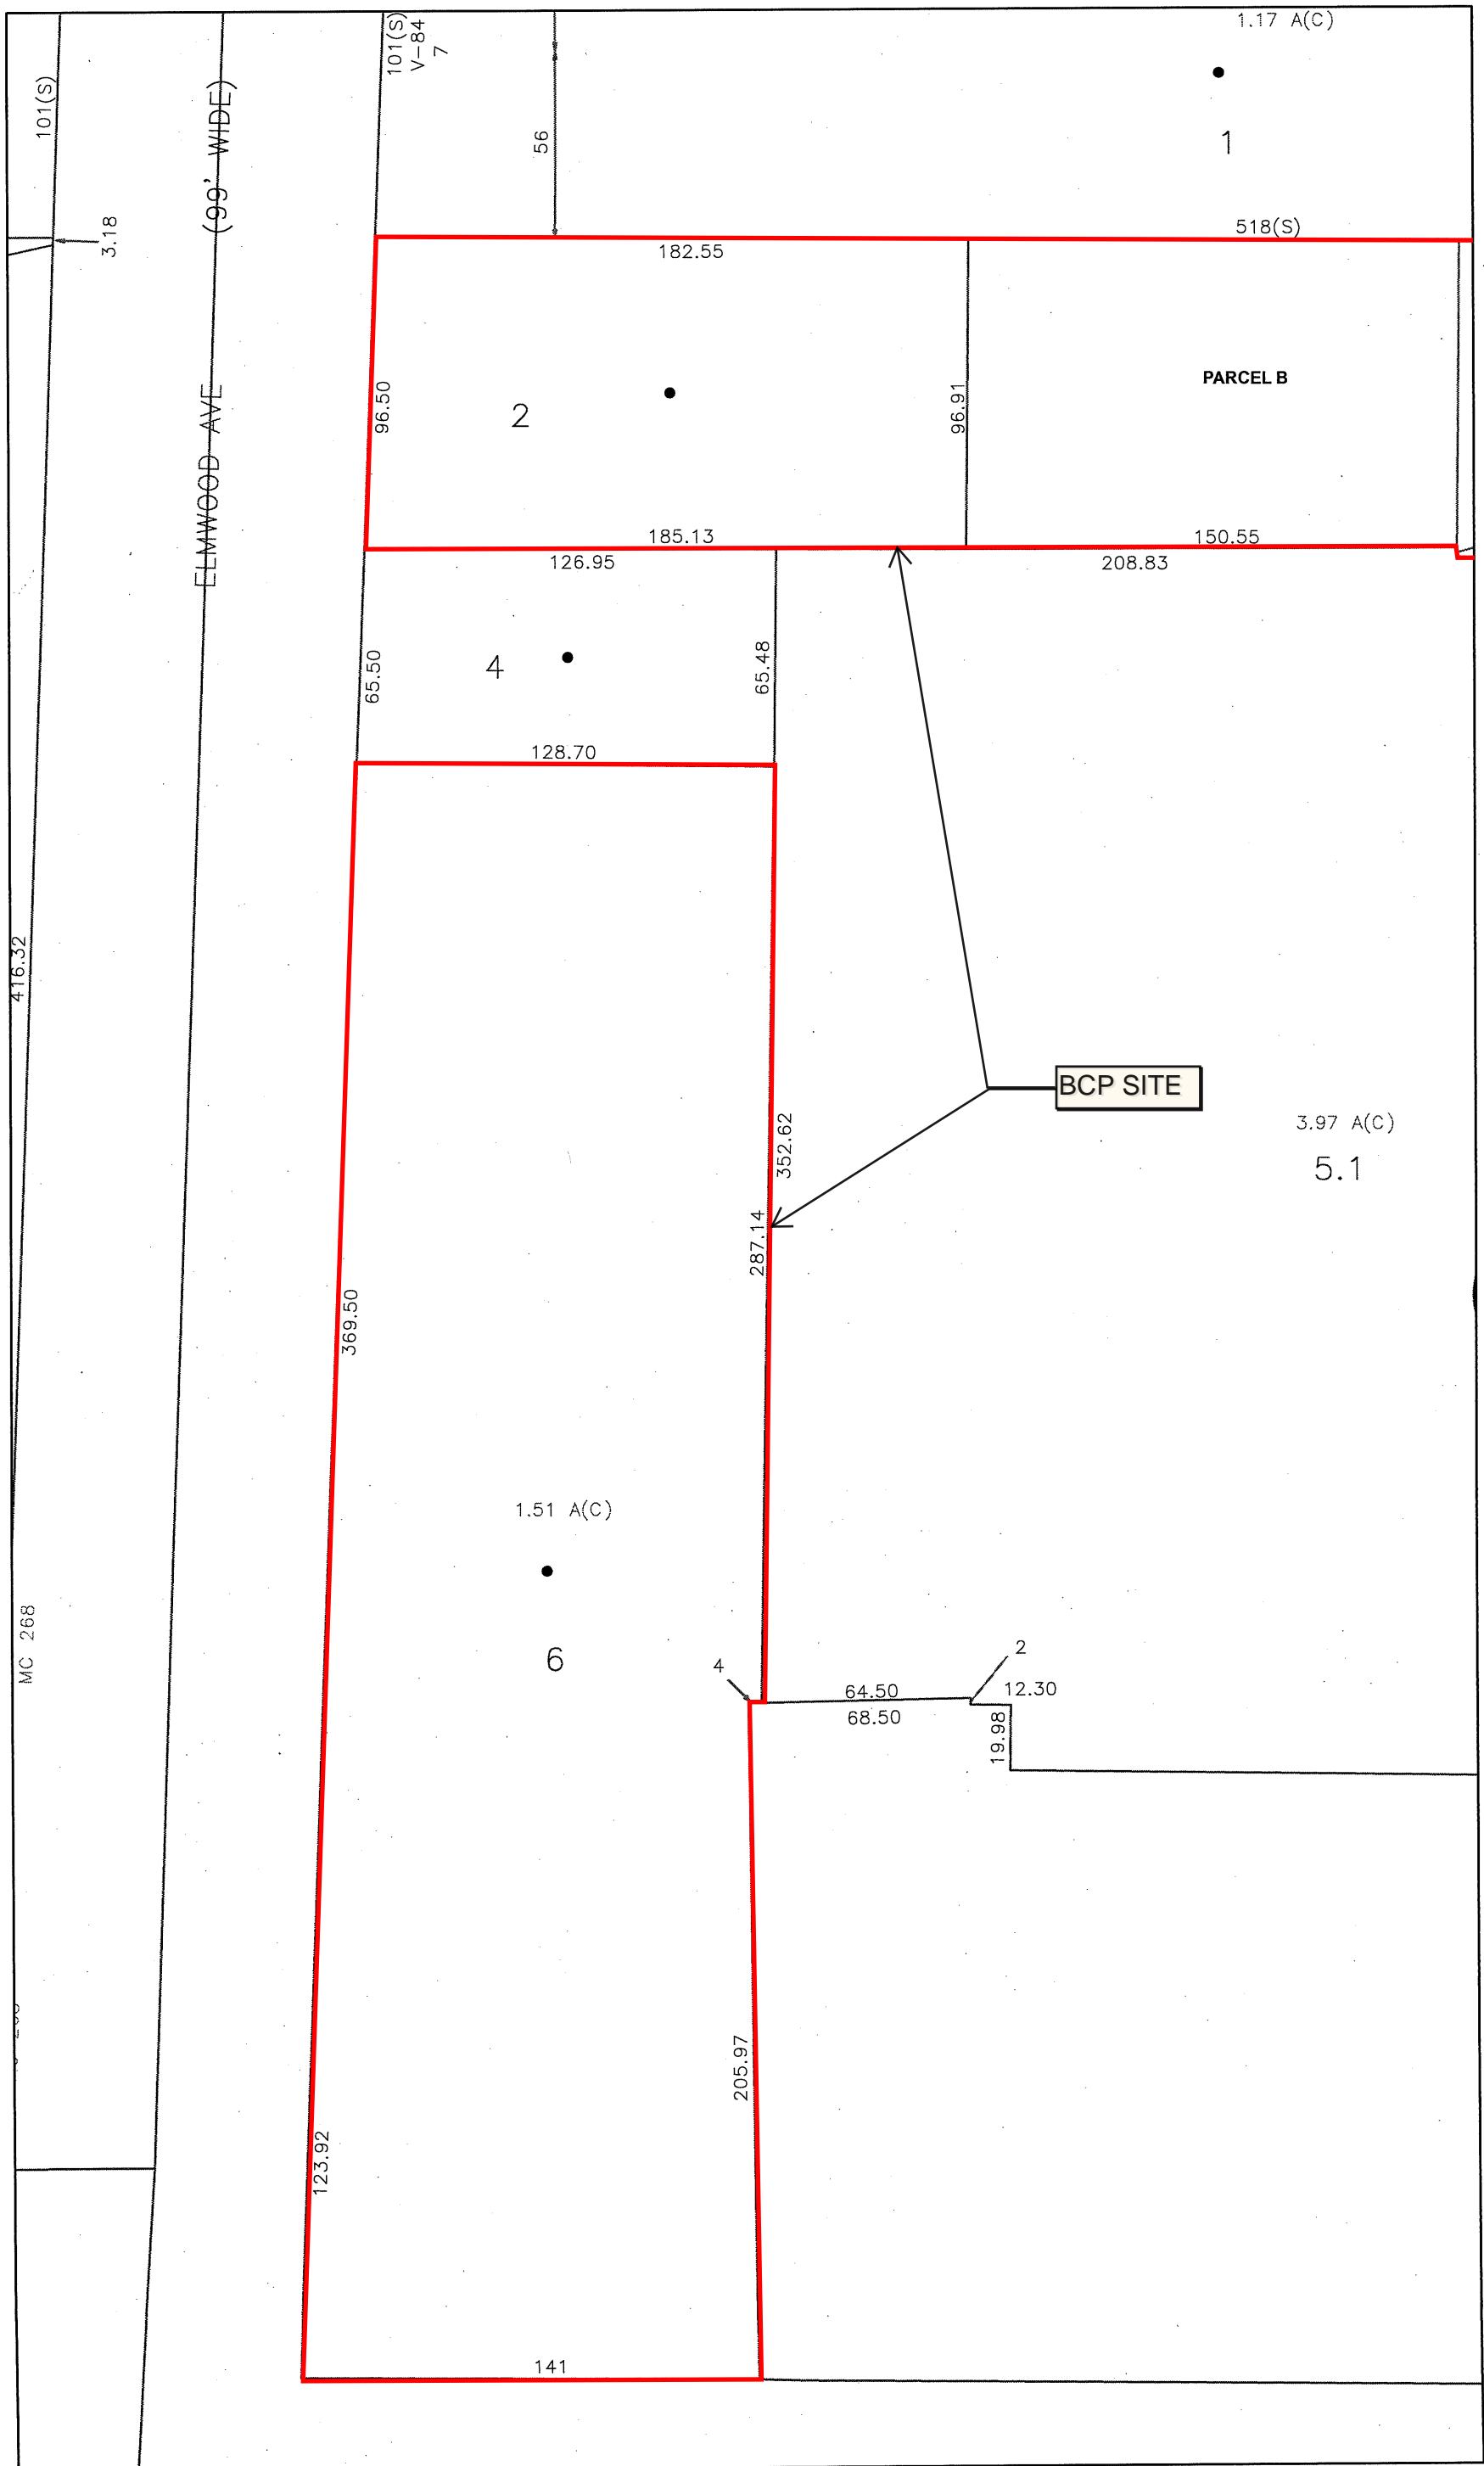 1.17 A(C)
101(S)
V-84
7
101(S)
(99' WIDE)
56
1
3.18
518(S)
182.55
PARCEL B
96.50
2
96.91
ELMWOOD AVE
185.13
150.55
126.95
208.83
65.50
4
65.48
128.70
416.32
BCP SITE
3.97 A(C)
5.1
352.62
287.14
369.50
1.51 A(C)
6
MC 268
4
2
64.50
12.30
68.50
19.98
205.97
123.92
141